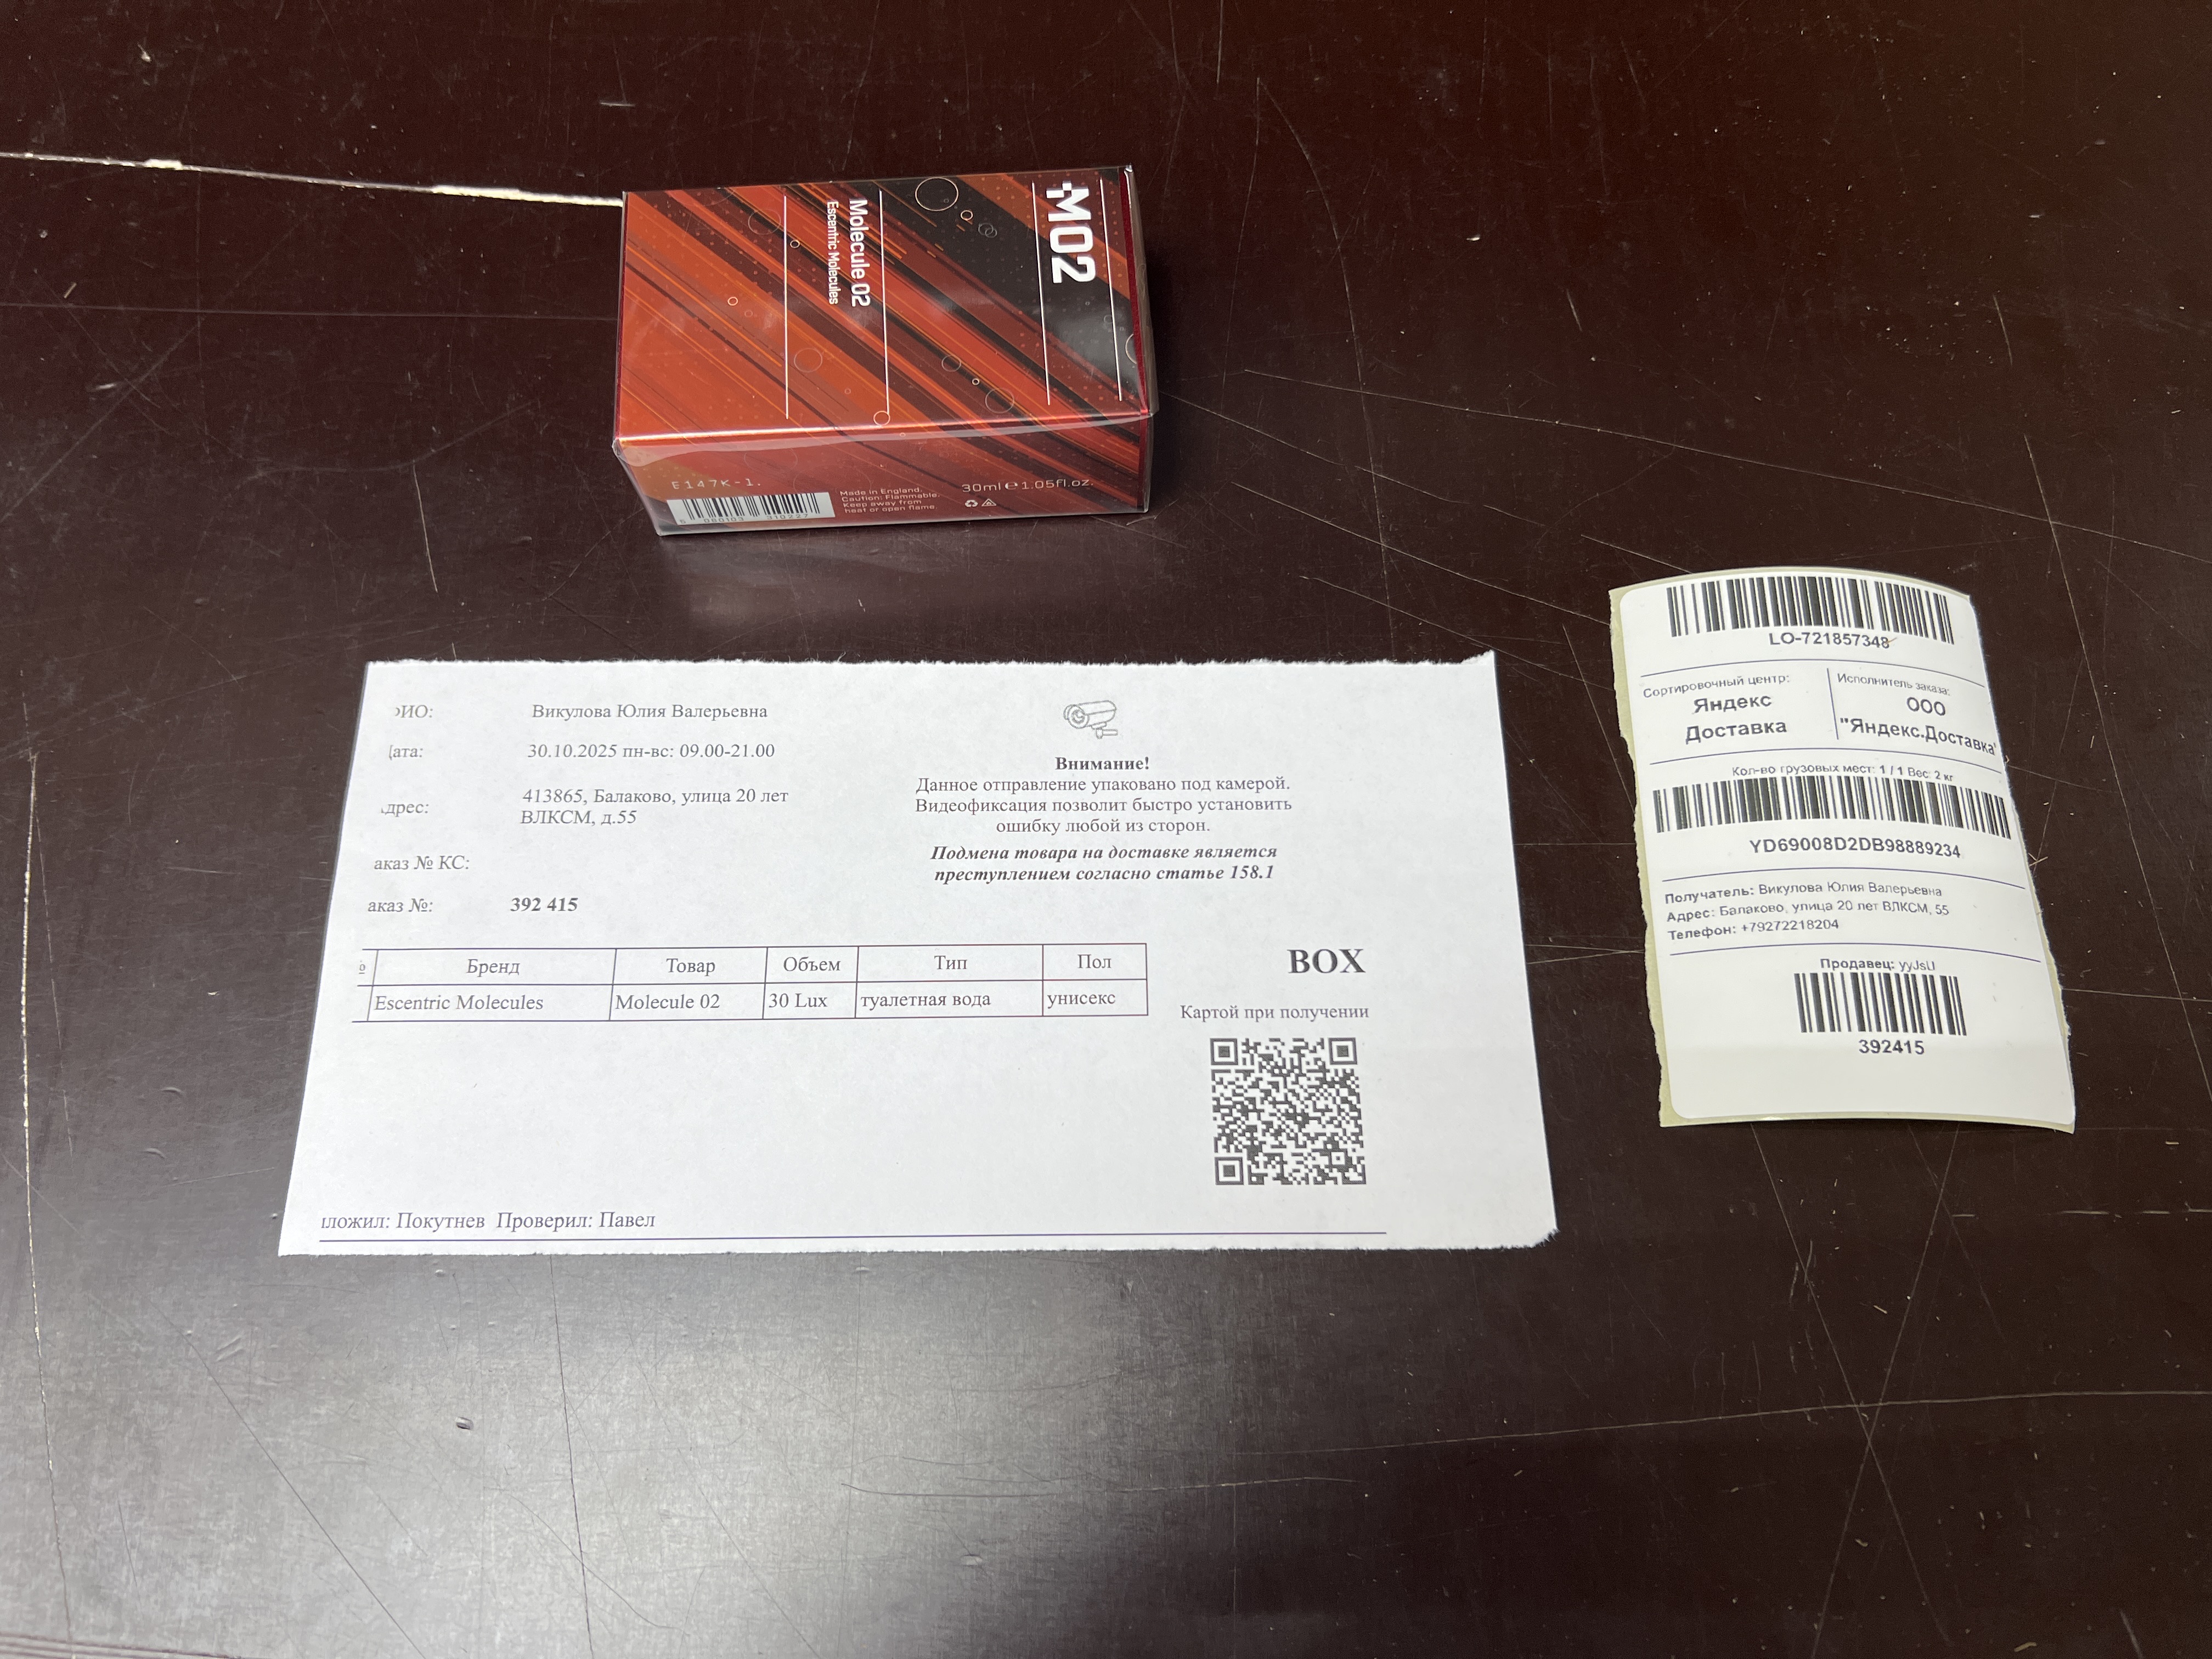 M02
Molecule 02
Escentric Molecules
E147K-1.
Made in England.
Caution: Flammable.
Keep away from
heat or open flame.
30ml e 1.05fl.oz.
ИО: Викулова Юлия Валерьевна
ата: 30.10.2025 пн-вс: 09.00-21.00
дрес: 413865, Балаково, улица 20 лет
ВЛКСМ, д.55
аказ № КС:
аказ №: 392 415
Внимание!
Данное отправление упаковано под камерой.
Видеофиксация позволит быстро установить
ошибку любой из сторон.
Подмена товара на доставке является
преступлением согласно статье 158.1
Бренд Товар Объем Тип Пол
Escentric Molecules Molecule 02 30 Lux туалетная вода унисекс
BOX
Картой при получении
ложил: Покутнев Проверил: Павел
LO-721857348
Сортировочный центр:
Яндекс
Доставка
Исполнитель заказа:
ООО
"Яндекс.Доставка"
Кол-во грузовых мест: 1 / 1 Вес: 2 кг
YD69008D2DB98889234
Получатель: Викулова Юлия Валерьевна
Адрес: Балаково, улица 20 лет ВЛКСМ, 55
Телефон: +79272218204
Продавец: yyJsU
392415